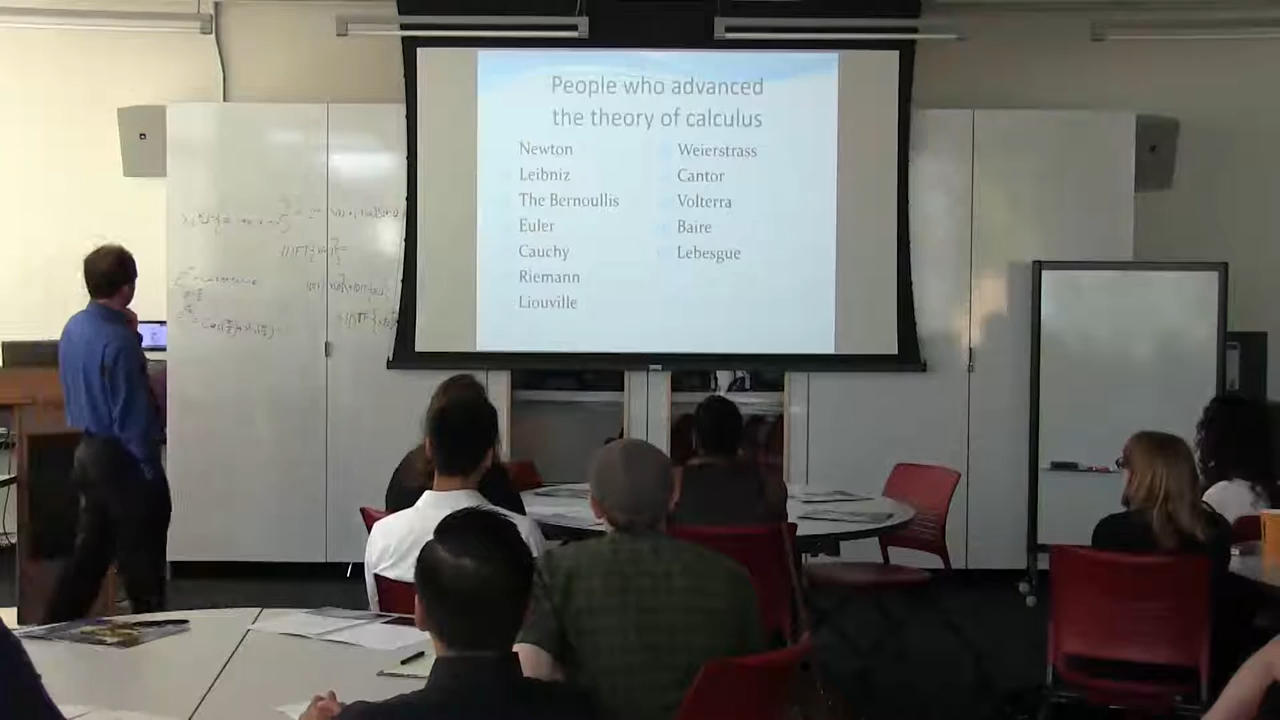 People who advanced
the theory of calculus
Newton
Leibniz
The Bernoullis
Euler
Cauchy
Riemann
Liouville
Weierstrass
Cantor
Volterra
Baire
Lebesgue